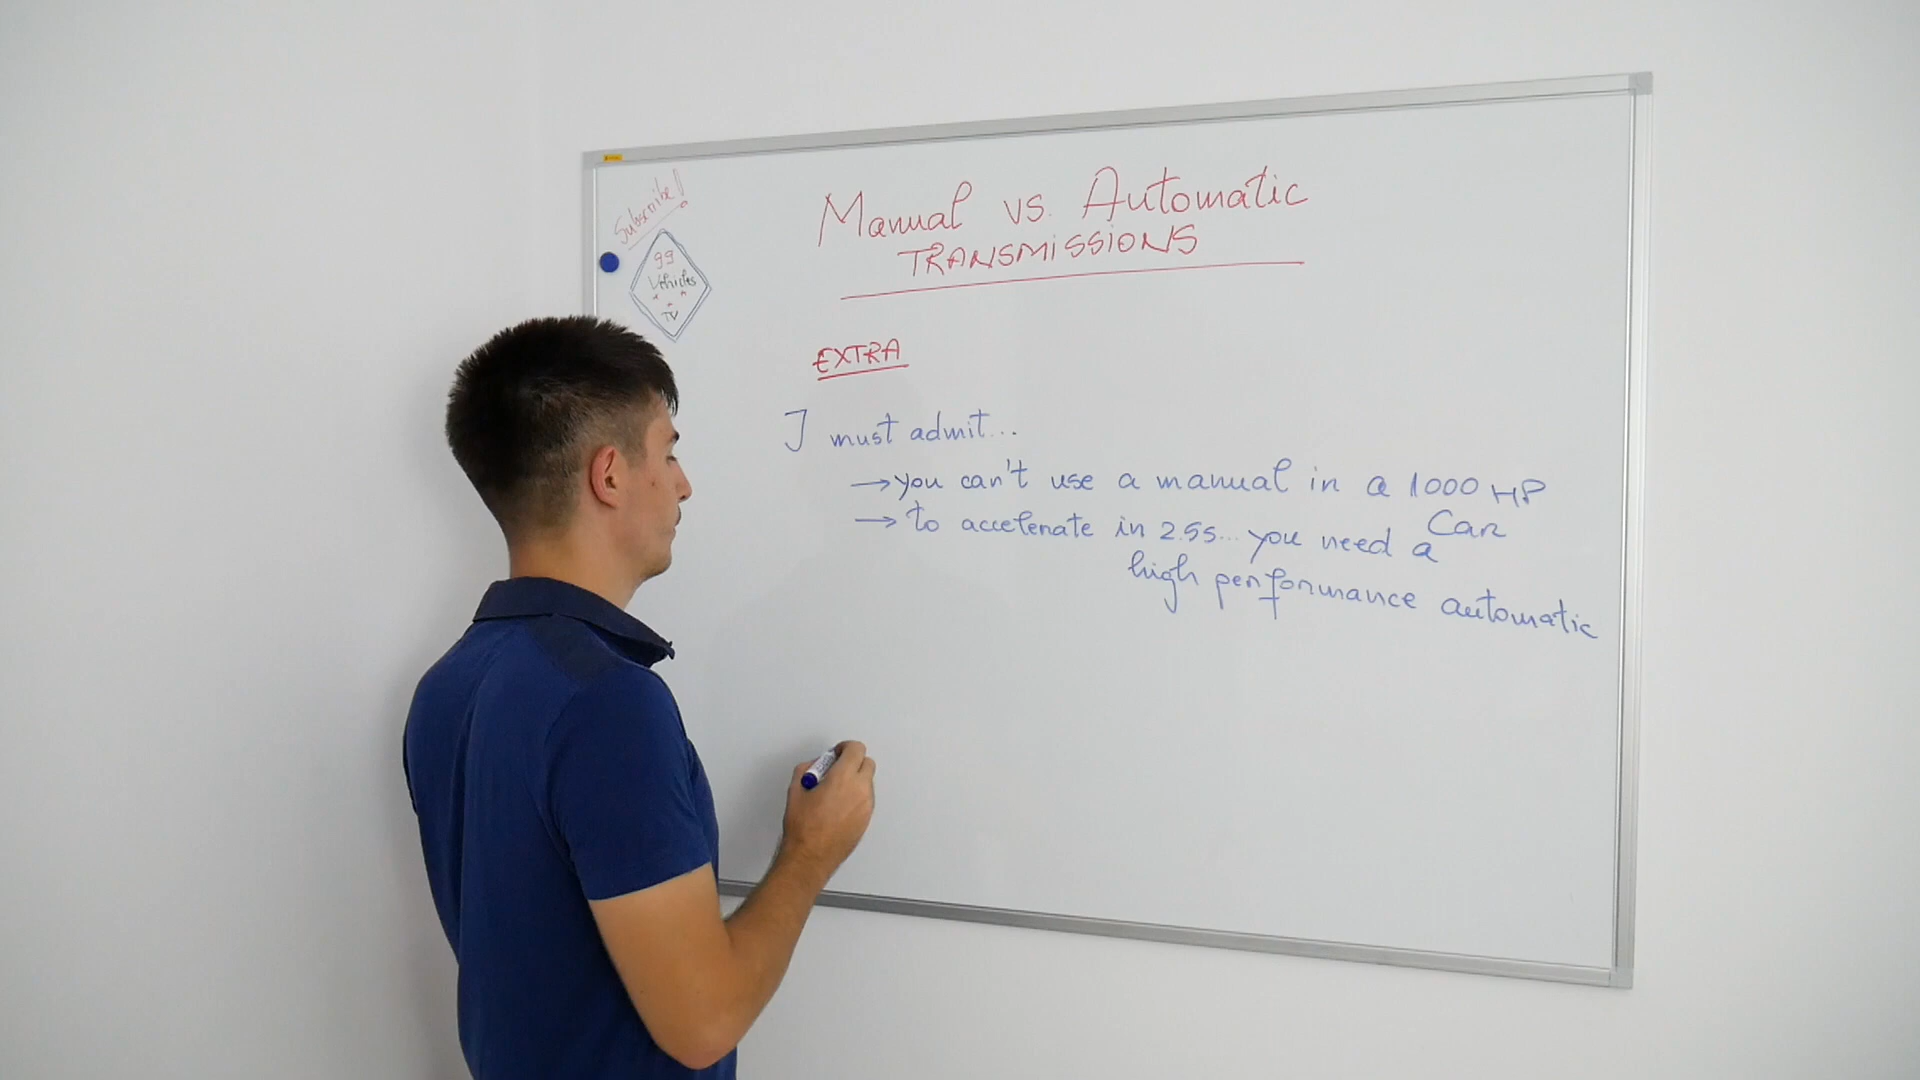 Subscribe!
99
Vehicles
TV
Manual vs. Automatic
TRANSMISSIONS
EXTRA
I must admit...
→ you can't use a manual in a 1000 HP
Car
→ to accelerate in 2.5s... you need a
high performance automatic